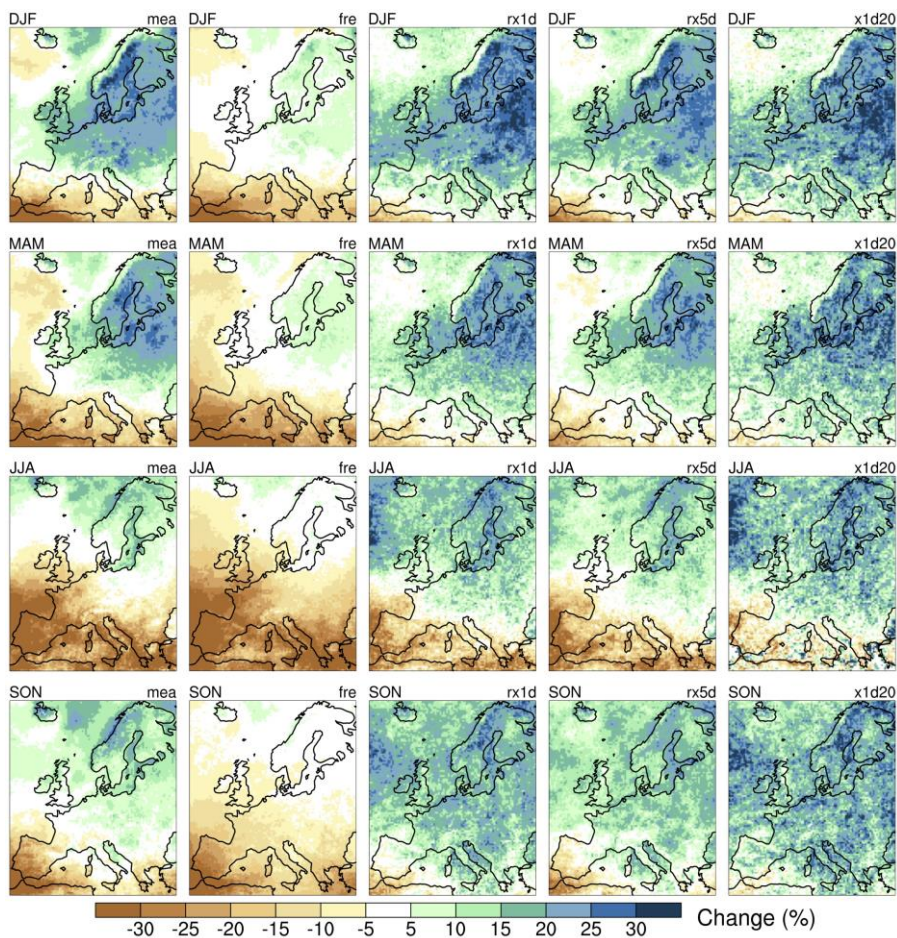 DJF mea DJF fre DJF rx1d DJF rx5d DJF x1d20
MAM mea MAM fre MAM rx1d MAM rx5d MAM x1d20
JJA mea JJA fre JJA rx1d JJA rx5d JJA x1d20
SON mea SON fre SON rx1d SON rx5d SON x1d20
-30 -25 -20 -15 -10 -5 5 10 15 20 25 30 Change (%)